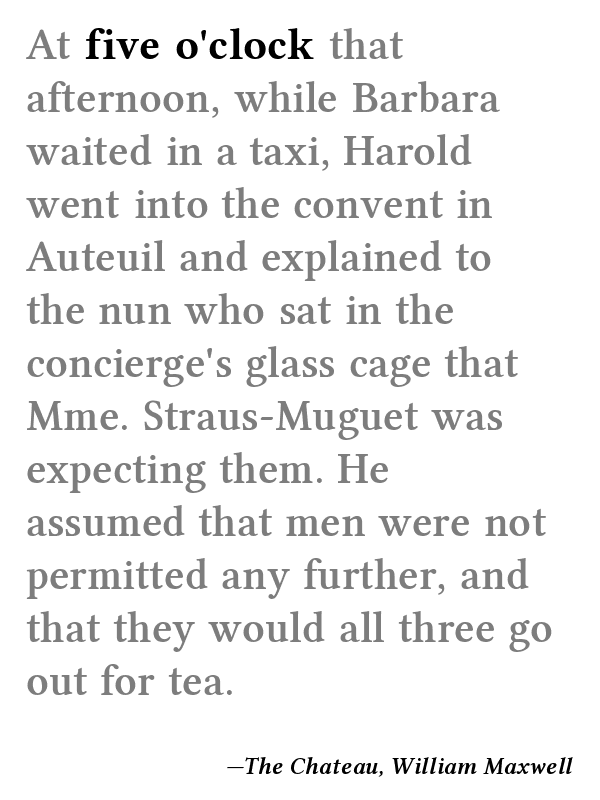 At five o'clock that
afternoon, while Barbara
waited in a taxi, Harold
went into the convent in
Auteuil and explained to
the nun who sat in the
concierge's glass cage that
Mme. Straus-Muguet was
expecting them. He
assumed that men were not
permitted any further, and
that they would all three go
out for tea.
—The Chateau, William Maxwell